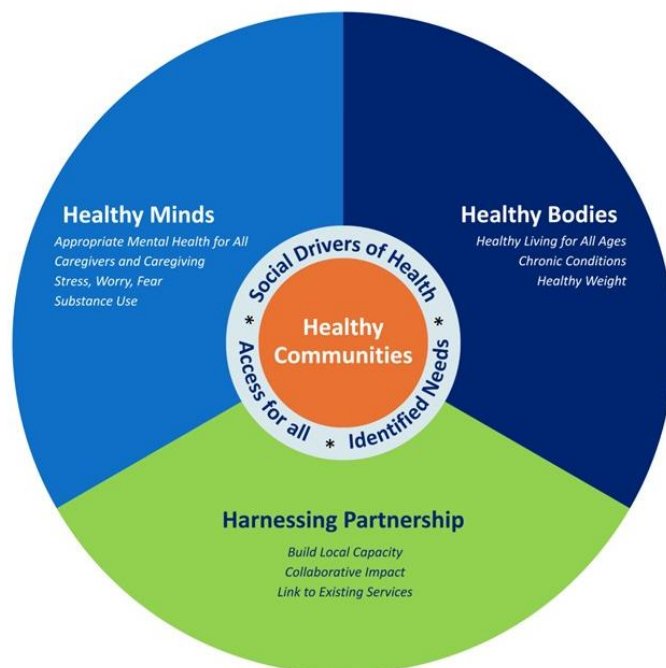 Healthy Minds
Appropriate Mental Health for All
Caregivers and Caregiving
Stress, Worry, Fear
Substance Use
Healthy Bodies
Healthy Living for All Ages
Chronic Conditions
Healthy Weight
Social Drivers of Health
*
Identified Needs
*
Access for all
*
Healthy
Communities
Harnessing Partnership
Build Local Capacity
Collaborative Impact
Link to Existing Services